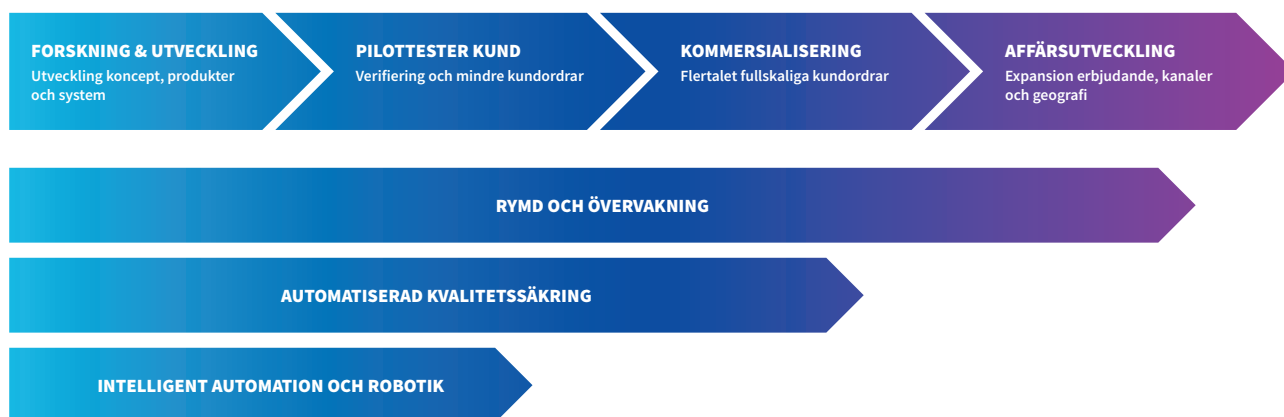 FORSKNING & UTVECKLING
Utveckling koncept, produkter
och system
PILOTTESTER KUND
Verifiering och mindre kundordrar
KOMMERSIALISERING
Flertalet fullskaliga kundordrar
AFFÄRSUTVECKLING
Expansion erbjudande, kanaler
och geografi
RYMD OCH ÖVERVAKNING
AUTOMATISERAD KVALITETSSÄKRING
INTELLIGENT AUTOMATION OCH ROBOTIK